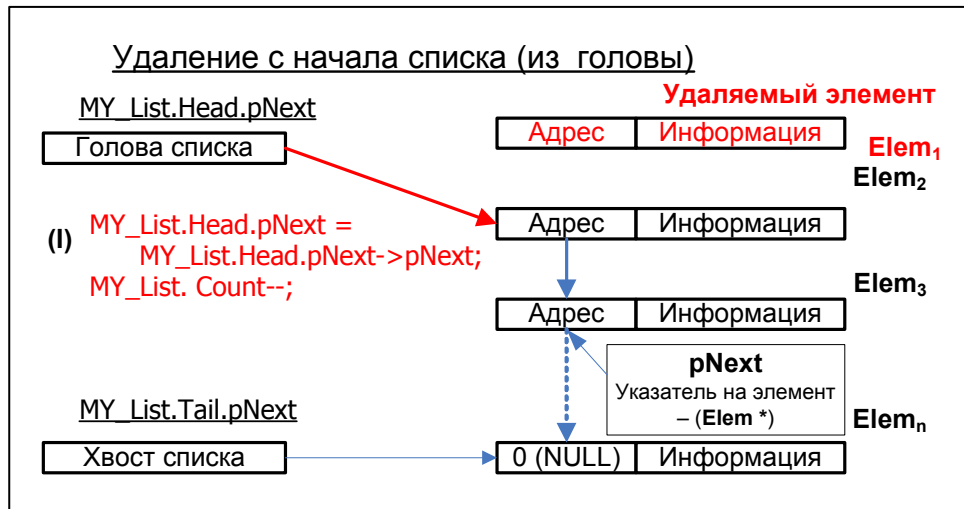 Удаление с начала списка (из головы)
MY_List.Head.pNext
Удаляемый элемент
Голова списка
Адрес
Информация
Elem1
Elem2
(I)
MY_List.Head.pNext =
MY_List.Head.pNext->pNext;
MY_List. Count--;
Адрес
Информация
Elem3
Адрес
Информация
pNext
Указатель на элемент
– (Elem *)
MY_List.Tail.pNext
Elemn
Хвост списка
0 (NULL)
Информация